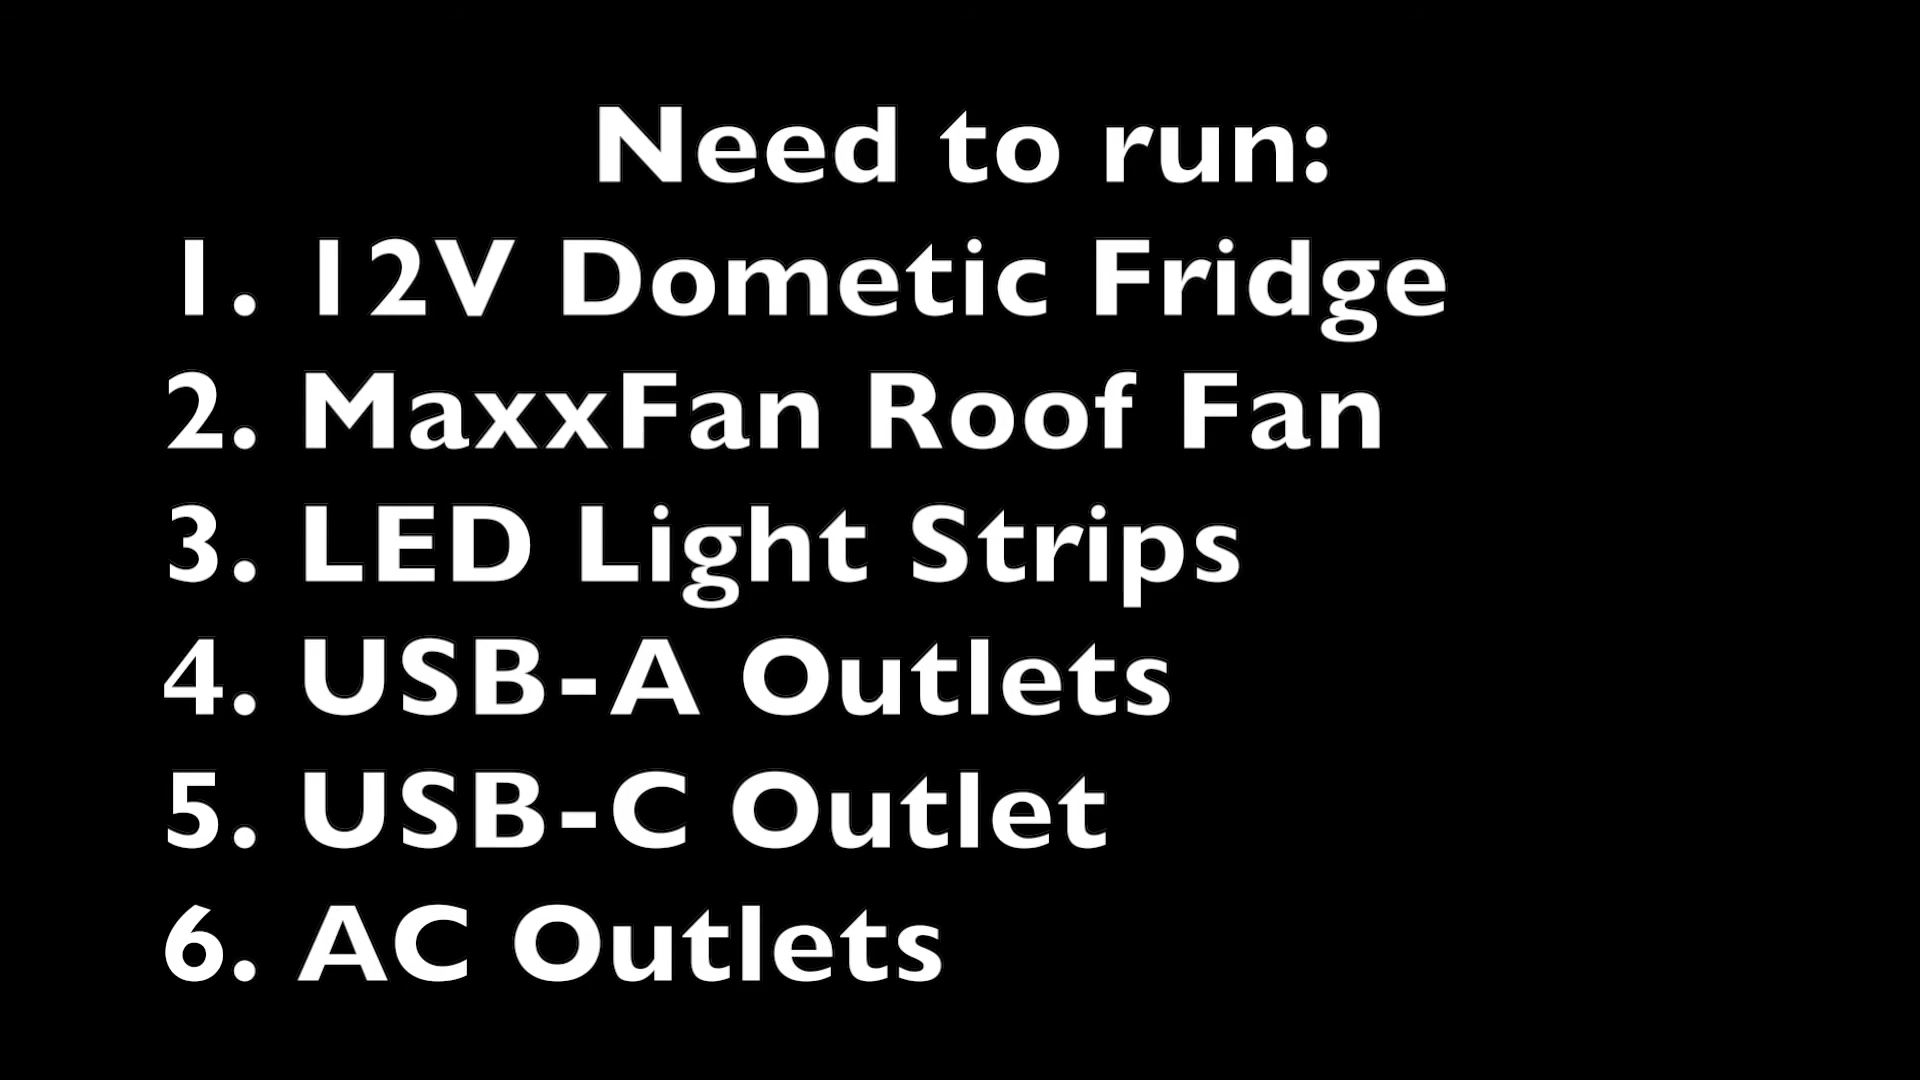 Need to run:
1. 12V Dometic Fridge
2. MaxxFan Roof Fan
3. LED Light Strips
4. USB-A Outlets
5. USB-C Outlet
6. AC Outlets